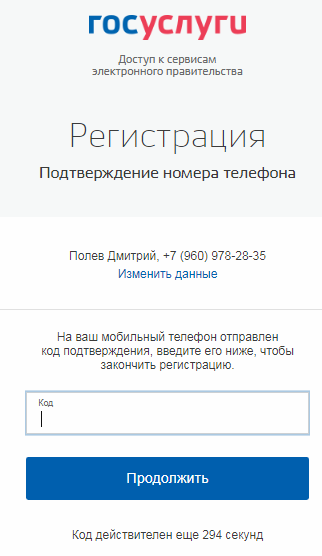 госуслуги
Доступ к сервисам
электронного правительства
Регистрация
Подтверждение номера телефона
Полев Дмитрий, +7 (960) 978-28-35
Изменить данные
На ваш мобильный телефон отправлен
код подтверждения, введите его ниже, чтобы
закончить регистрацию.
Код
Продолжить
Код действителен еще 294 секунд